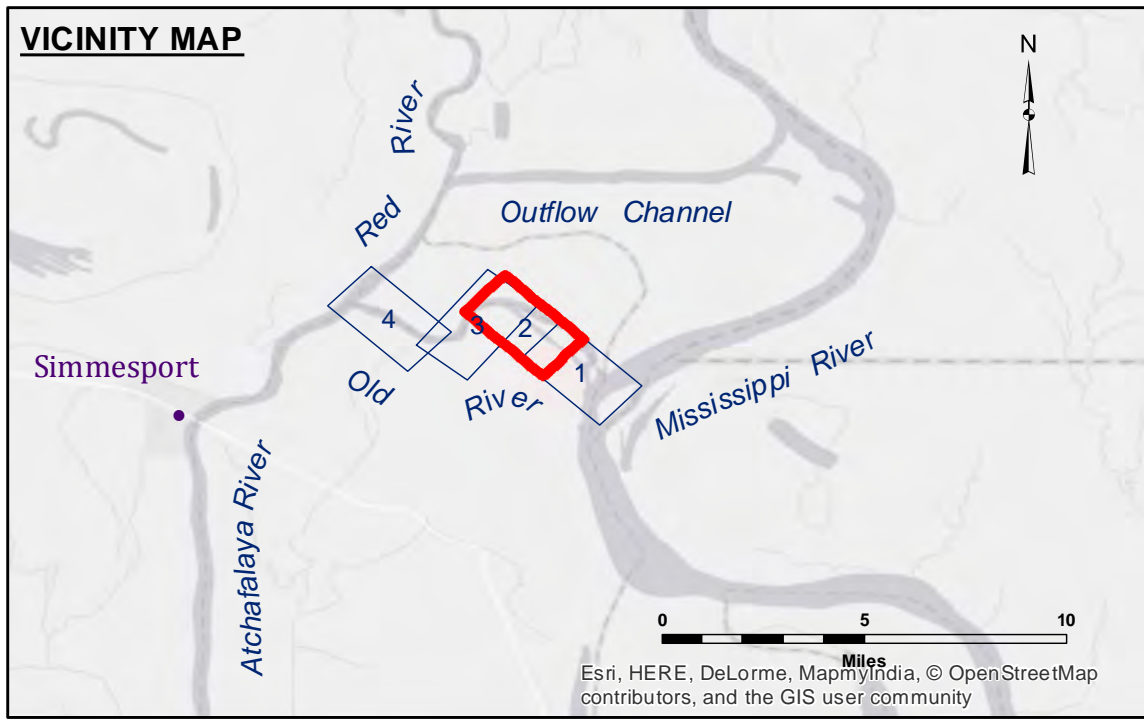 VICINITY MAP
N
River
Red
Outflow Channel
4
3
2
1
Simmesport
Old
River
Mississippi River
Atchafalaya River
0
5
10
Miles
Esri, HERE, DeLorme, MapmyIndia, © OpenStreetMap
contributors, and the GIS user community